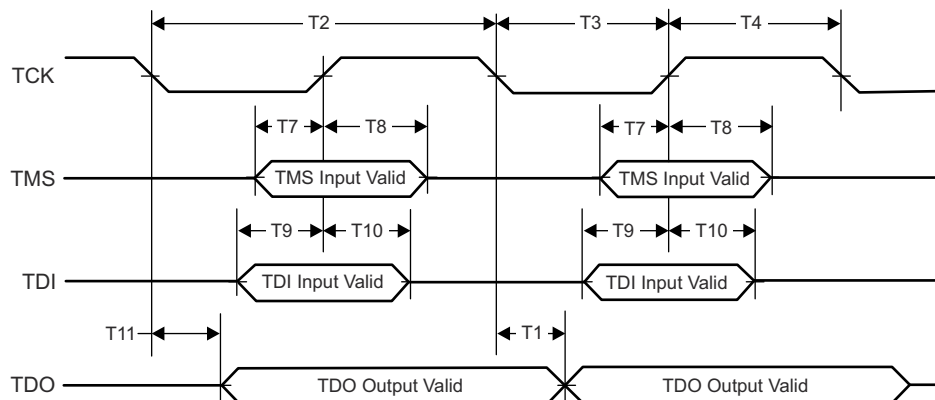 T2 T3 T4
TCK
T7 T8 T7 T8
TMS TMS Input Valid TMS Input Valid
T9 T10 T9 T10
TDI TDI Input Valid TDI Input Valid
T11 T1
TDO TDO Output Valid TDO Output Valid